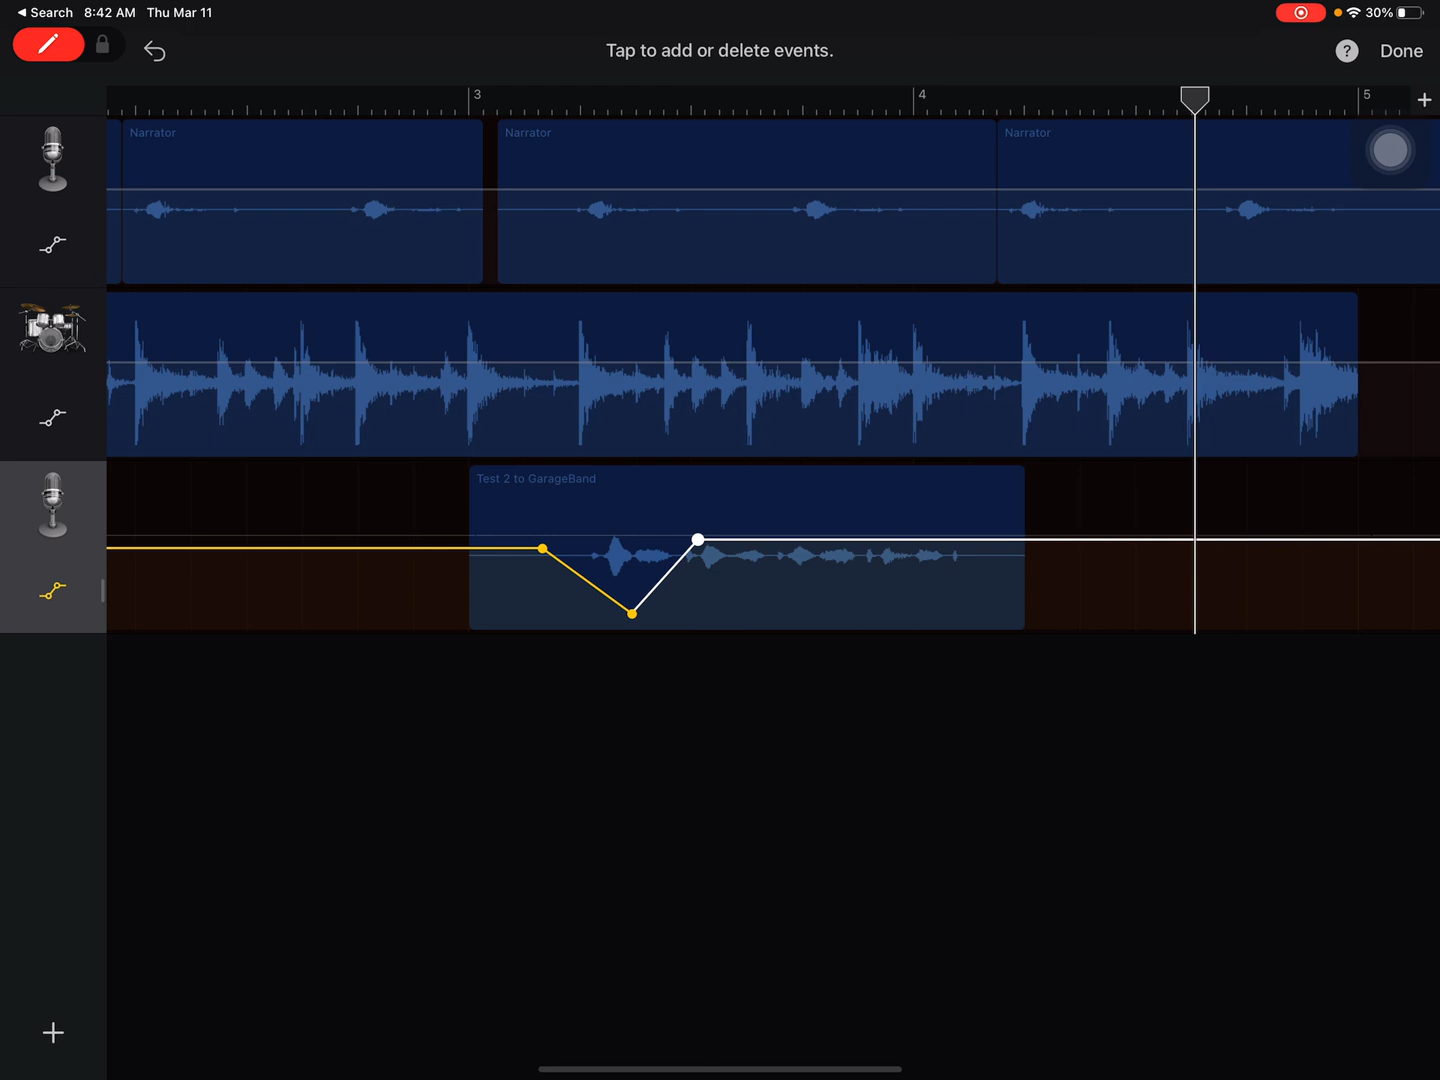 Search 8:42 AM Thu Mar 11 30%
Tap to add or delete events. ? Done
3 4 5
Narrator Narrator Narrator
Test 2 to GarageBand